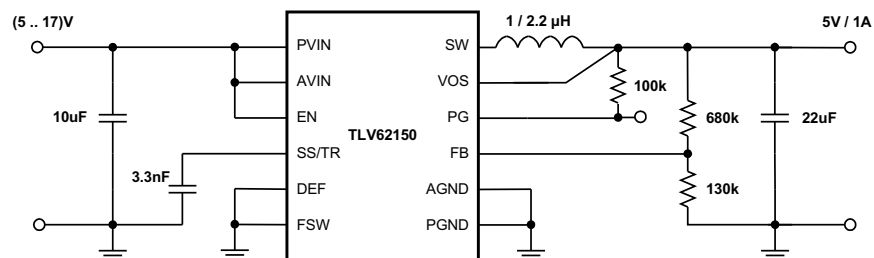 (5 .. 17)V
1 / 2.2 µH
5V / 1A
PVIN
SW
AVIN
VOS
100k
10uF
EN
PG
680k
22uF
TLV62150
SS/TR
FB
3.3nF
DEF
AGND
130k
FSW
PGND